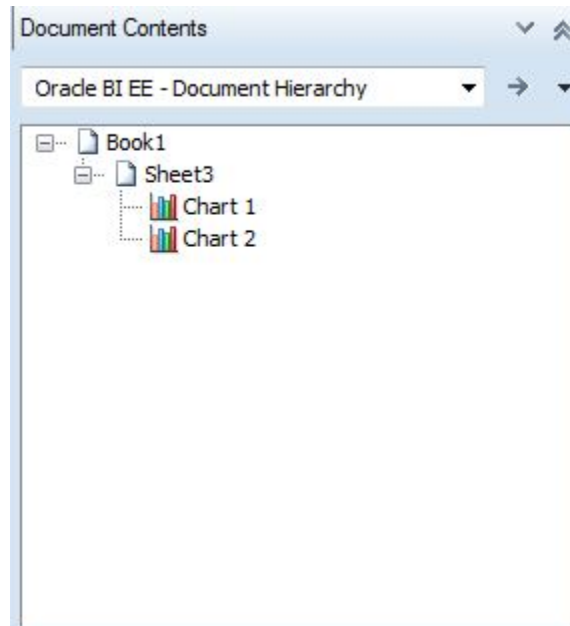 Document Contents
Oracle BI EE - Document Hierarchy
Book1
Sheet3
Chart 1
Chart 2